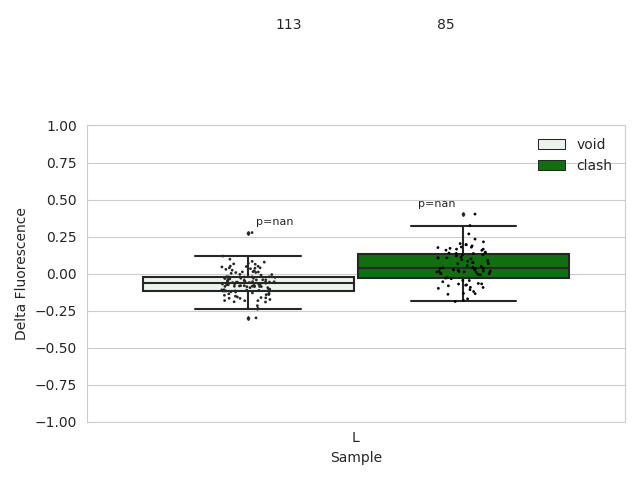 113 85
1.00
0.75
0.50
0.25
0.00
−0.25
−0.50
−0.75
−1.00
Delta Fluorescence
void
clash
p=nan
p=nan
L
Sample